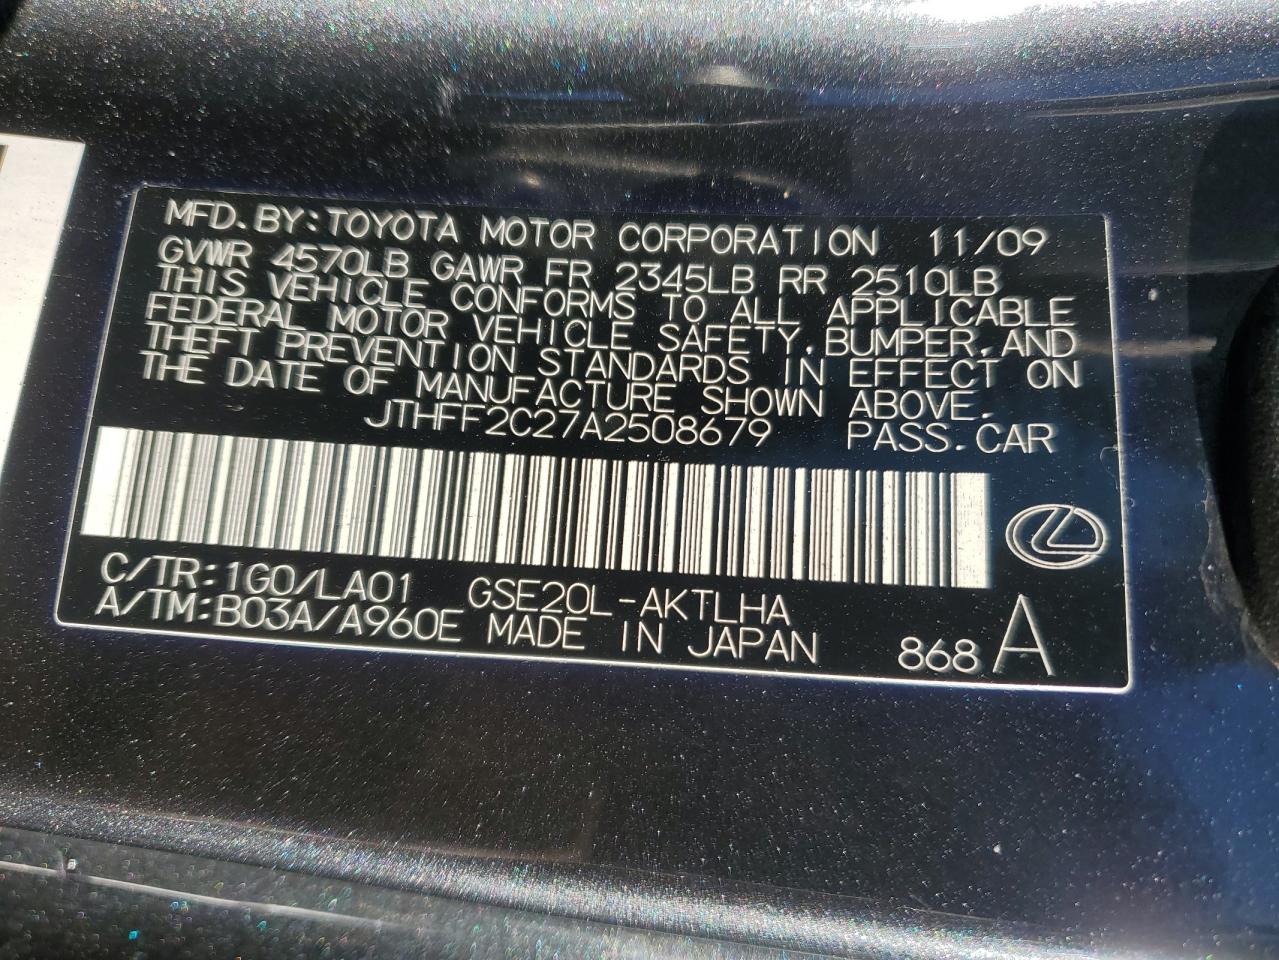 MFD.BY:TOYOTA MOTOR CORPORATION 11/09
GVWR 4570LB GAWR FR 2345LB RR 2510LB
THIS VEHICLE CONFORMS TO ALL APPLICABLE
FEDERAL MOTOR VEHICLE SAFETY,BUMPER,AND
THEFT PREVENTION STANDARDS IN EFFECT ON
THE DATE OF MANUFACTURE SHOWN ABOVE.
JTHFF2C27A2508679 PASS.CAR
C/TR:1G0/LA01 GSE20L-AKTLHA
A/TM:B03A/A960E MADE IN JAPAN 868 A